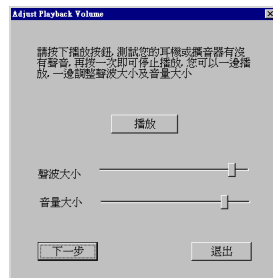 Adjust Playback Volume
請按下播放按鈕, 測試您的耳機或擴音器有沒
有聲音, 再按一次即可停止播放, 您可以一邊播
放, 一邊調整聲波大小及音量大小
播放
聲波大小
音量大小
下一步
退出